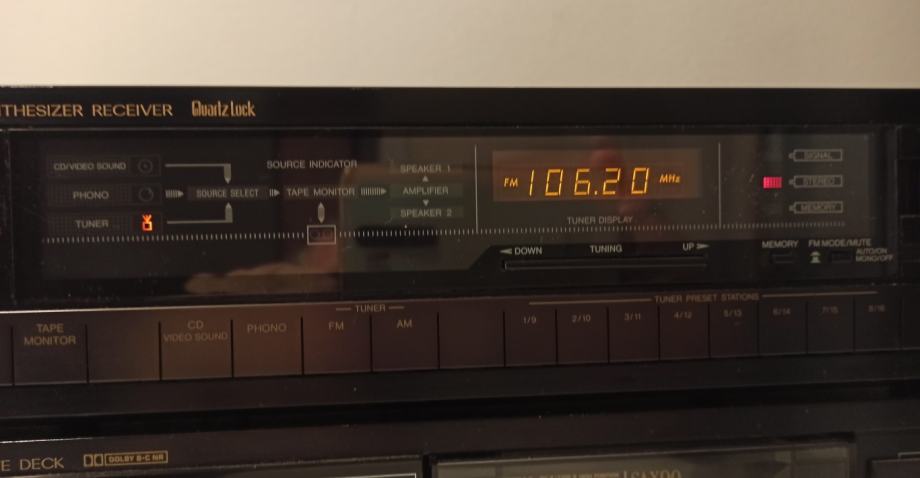 THESIZER RECEIVER Quartz Lock
CD/VIDEO SOUND
PHONO
TUNER
SOURCE SELECT
SOURCE INDICATOR
TAPE MONITOR
SPEAKER 1
AMPLIFIER
SPEAKER 2
FM 106.20 MHz
TUNER DISPLAY
SIGNAL
STEREO
MEMORY
DOWN TUNING UP
MEMORY
FM MODE/MUTE
AUTO/ON
MONO/OFF
TAPE
MONITOR
CD
VIDEO SOUND
PHONO
TUNER
FM
AM
TUNER PRESET STATIONS
1/9 2/10 3/11 4/12 5/13 6/14 7/15 8/16
E DECK DOLBY B-C NR